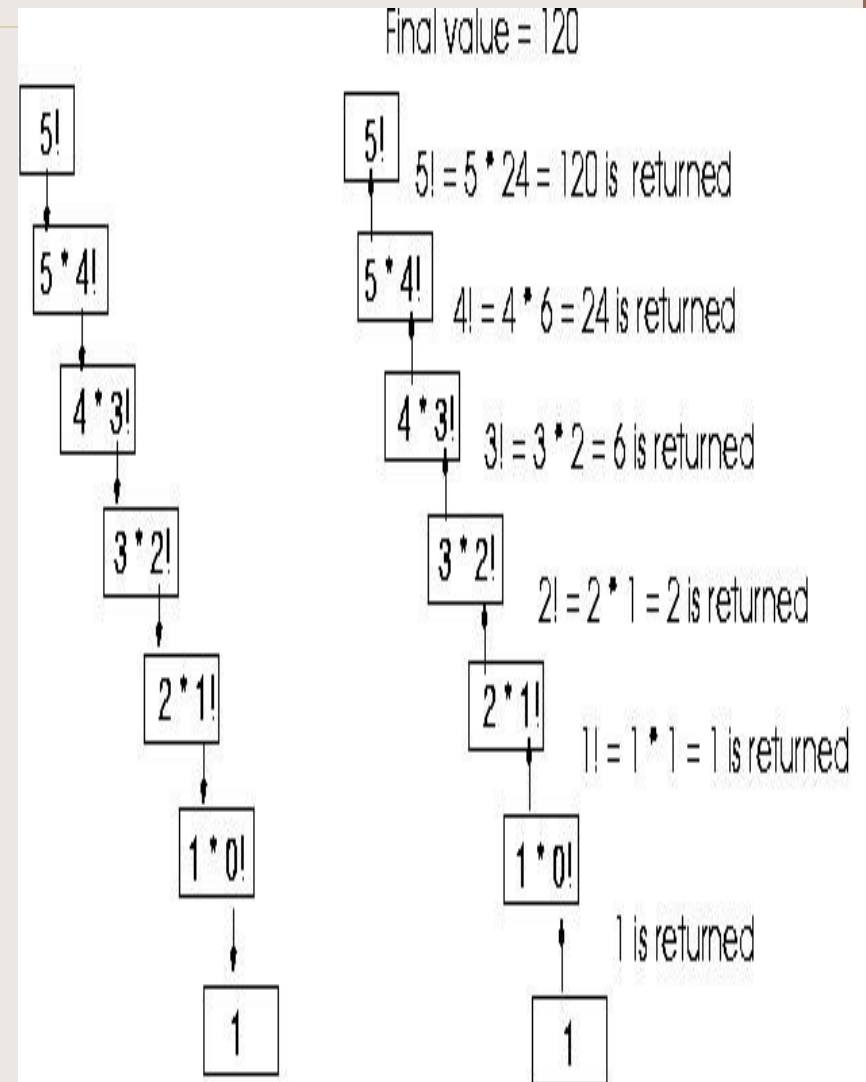 Final value = 120
5!
5 * 4!
4 * 3!
3 * 2!
2 * 1!
1 * 0!
1
5!
5! = 5 * 24 = 120 is returned
5 * 4!
4! = 4 * 6 = 24 is returned
4 * 3!
3! = 3 * 2 = 6 is returned
3 * 2!
2! = 2 * 1 = 2 is returned
2 * 1!
1! = 1 * 1 = 1 is returned
1 * 0!
1 is returned
1